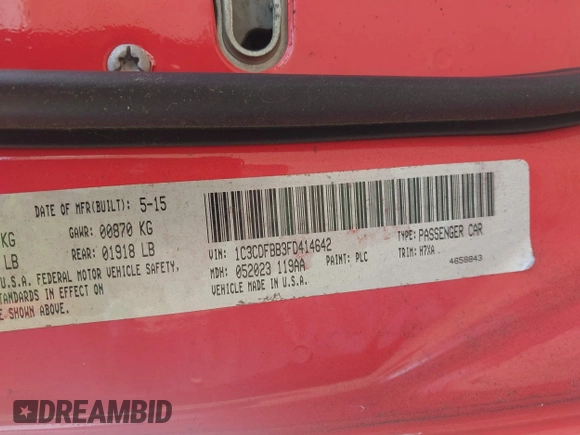 DATE OF MFR(BUILT): 5-15
KG GAWR: 00870 KG
LB REAR: 01918 LB
U.S.A. FEDERAL MOTOR VEHICLE SAFETY,
STANDARDS IN EFFECT ON
SHOWN ABOVE.
VIN: 1C3CDFBB3FD414642 TYPE: PASSENGER CAR
MDH: 052023 119AA PAINT: PLC TRIM: H7XA
VEHICLE MADE IN U.S.A. 4658843
DREAMBID